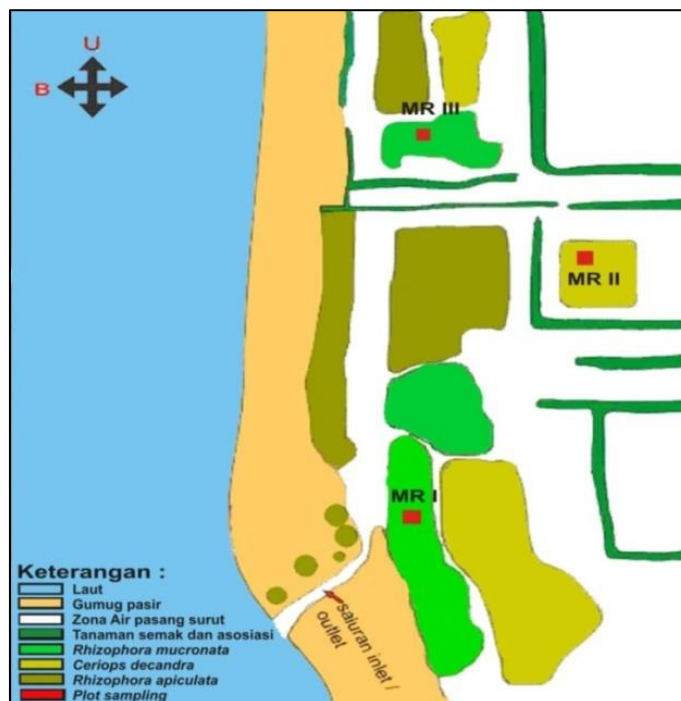 U
B
MR III
MR II
MR I
saluran inlet /
outlet
Keterangan :
Laut
Gumug pasir
Zona Air pasang surut
Tanaman semak dan asosiasi
Rhizophora mucronata
Ceriops decandra
Rhizophora apiculata
Plot sampling